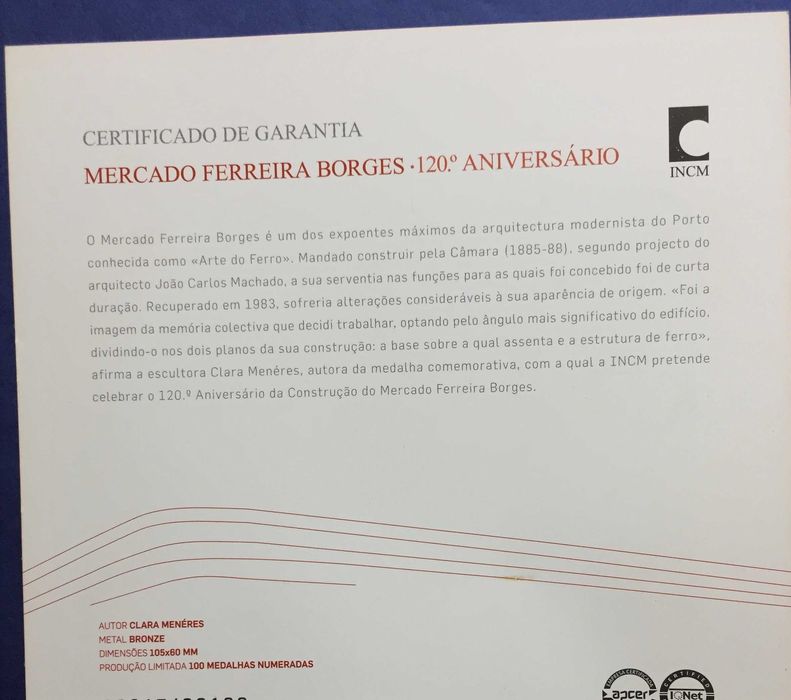 CERTIFICADO DE GARANTIA
MERCADO FERREIRA BORGES · 120.º ANIVERSÁRIO
INCM
O Mercado Ferreira Borges é um dos expoentes máximos da arquitectura modernista do Porto
conhecida como «Arte do Ferro». Mandado construir pela Câmara (1885-88), segundo projecto do
arquitecto João Carlos Machado, a sua serventia nas funções para as quais foi concebido foi de curta
duração. Recuperado em 1983, sofreria alterações consideráveis à sua aparência de origem. «Foi a
imagem da memória colectiva que decidi trabalhar, optando pelo ângulo mais significativo do edifício,
dividindo-o nos dois planos da sua construção: a base sobre a qual assenta e a estrutura de ferro»,
afirma a escultora Clara Menéres, autora da medalha comemorativa, com a qual a INCM pretende
celebrar o 120.º Aniversário da Construção do Mercado Ferreira Borges.
AUTOR CLARA MENÉRES
METAL BRONZE
DIMENSÕES 105x60 MM
PRODUÇÃO LIMITADA 100 MEDALHAS NUMERADAS
EMPRESA CERTIFICADA
apcer
CERTIFIED
IQNet